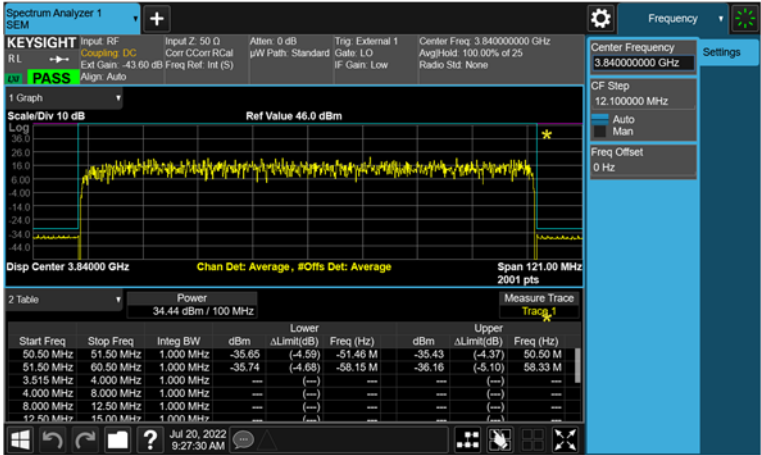 Spectrum Analyzer 1
SEM
Frequency
KEYSIGHT
R L
PASS
Input: RF
Coupling: DC
Ext Gain: -43.60 dB
Align: Auto
Input Z: 50 Ω
Corr CCorr RCal
Freq Ref: Int (S)
Atten: 0 dB
µW Path: Standard
Trig: External 1
Gate: LO
IF Gain: Low
Center Freq: 3.840000000 GHz
Avg|Hold: 100.00% of 25
Radio Std: None
Center Frequency
3.840000000 GHz
Settings
CF Step
12.100000 MHz
Auto
Man
Freq Offset
0 Hz
1 Graph
Scale/Div 10 dB
Ref Value 46.0 dBm
Log
36.0
26.0
16.0
6.00
-4.00
-14.0
-24.0
-34.0
-44.0
Disp Center 3.84000 GHz
Chan Det: Average, #Offs Det: Average
Span 121.00 MHz
2001 pts
2 Table
Power
34.44 dBm / 100 MHz
Measure Trace
Trace 1
Lower Upper
Start Freq Stop Freq Integ BW dBm ΔLimit(dB) Freq (Hz) dBm ΔLimit(dB) Freq (Hz)
50.50 MHz 51.50 MHz 1.000 MHz -35.65 (-4.59) -51.46 M -35.43 (-4.37) 50.50 M
51.50 MHz 60.50 MHz 1.000 MHz -35.74 (-4.68) -58.15 M -36.16 (-5.10) 58.33 M
3.515 MHz 4.000 MHz 1.000 MHz --- (---) --- --- (---) ---
4.000 MHz 8.000 MHz 1.000 MHz --- (---) --- --- (---) ---
8.000 MHz 12.50 MHz 1.000 MHz --- (---) --- --- (---) ---
12.50 MHz 15.00 MHz 1.000 MHz --- (---) --- --- (---) ---
Jul 20, 2022
9:27:30 AM